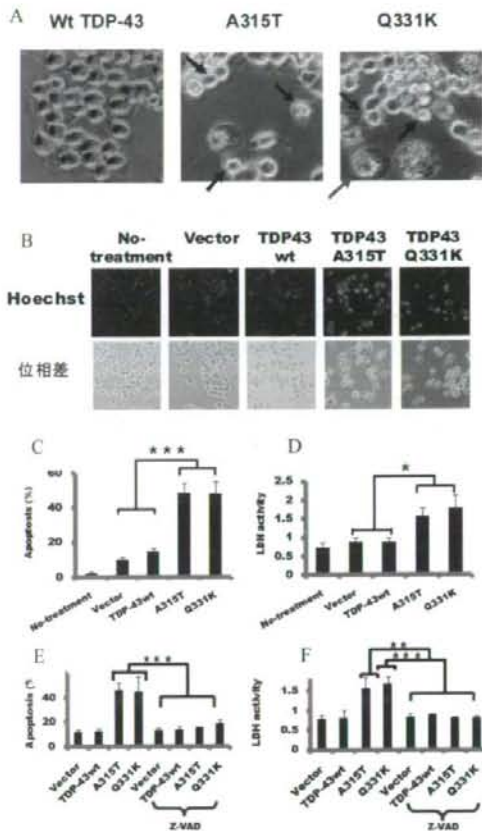 A
Wt TDP-43 A315T Q331K
B
No-treatment Vector TDP43 wt TDP43 A315T TDP43 Q331K
Hoechst
位相差
C
***
Apoptosis (%)
60
40
20
0
No-treatment Vector TDP-43wt A315T Q331K
D
*
LDH activity
2.5
2
1.5
1
0.5
0
No-treatment Vector TDP-43wt A315T Q331K
E
***
Apoptosis (%
40
20
0
Vector TDP-43wt A315T Q331K Vector TDP-43wt A315T Q331K
Z-VAD
F
**
***
LDH activity
1.5
1
0.5
0
Vector TDP-43wt A315T Q331K Vector TDP-43wt A315T Q331K
Z-VAD